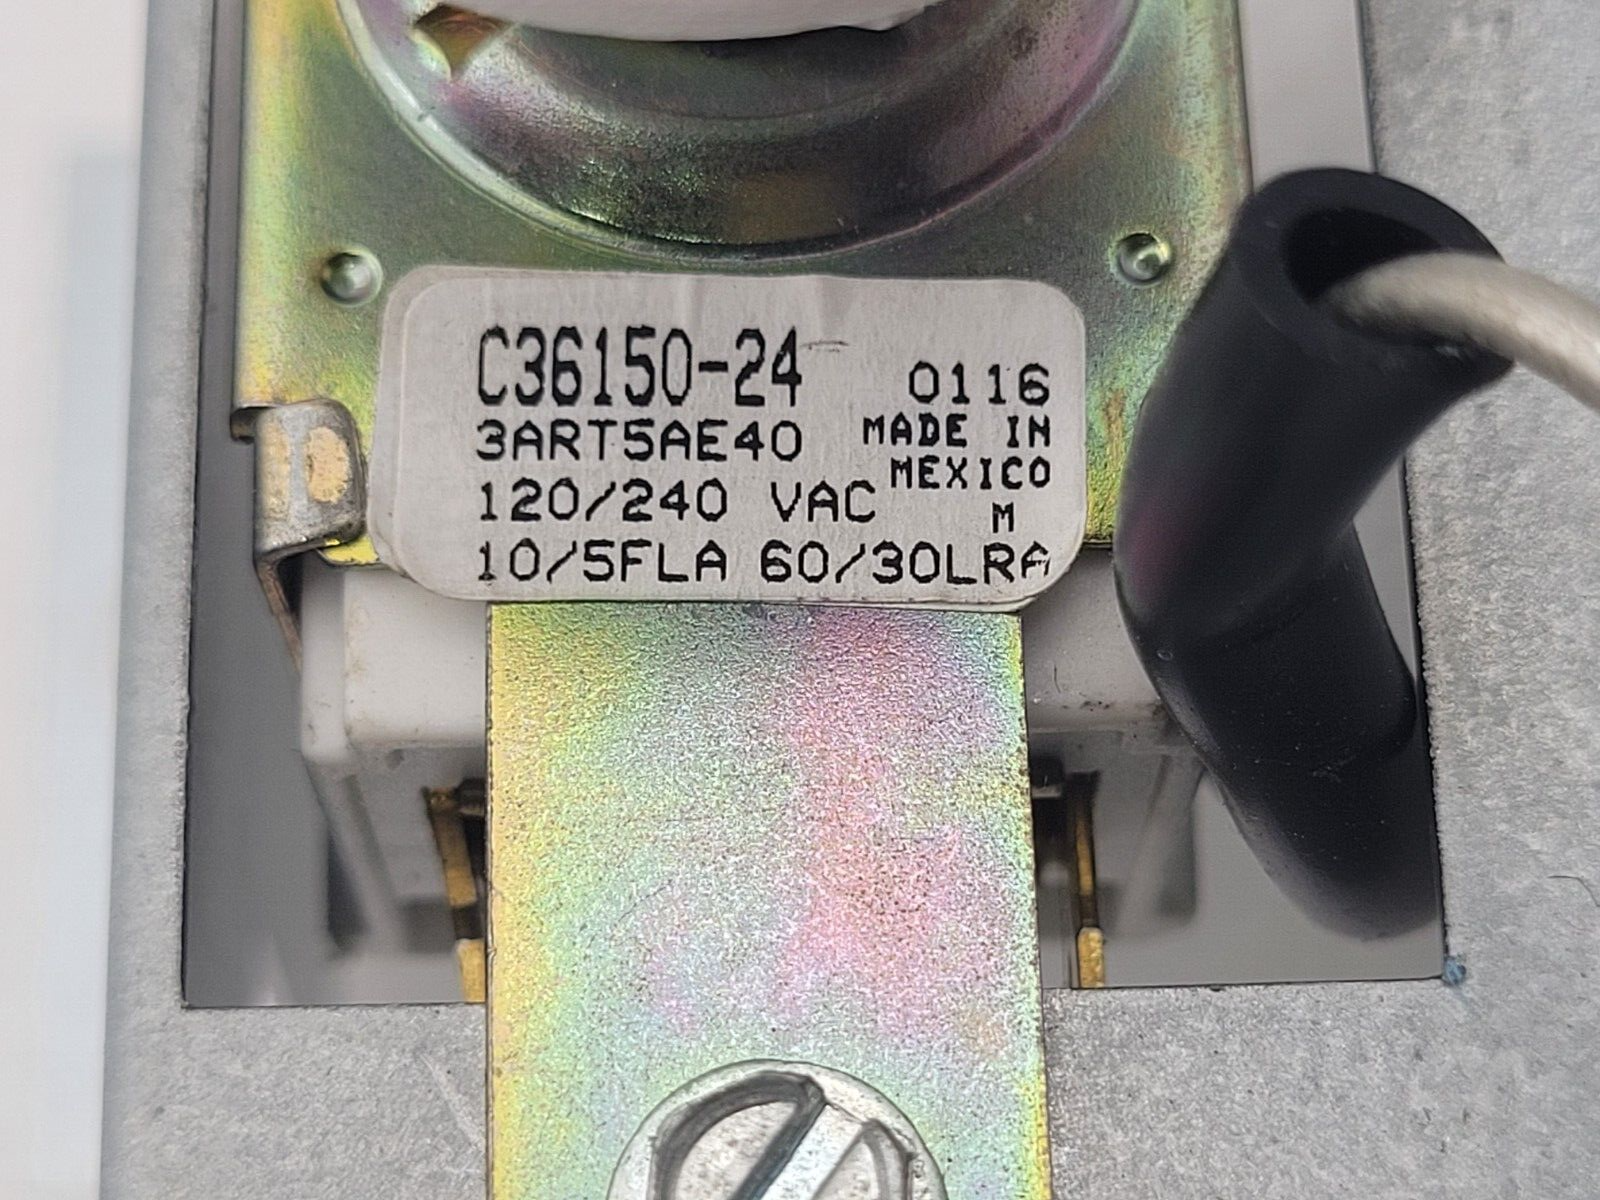 C36150-24
0116
3ART5AE40
MADE IN
MEXICO
120/240 VAC
M
10/5FLA 60/30LRA